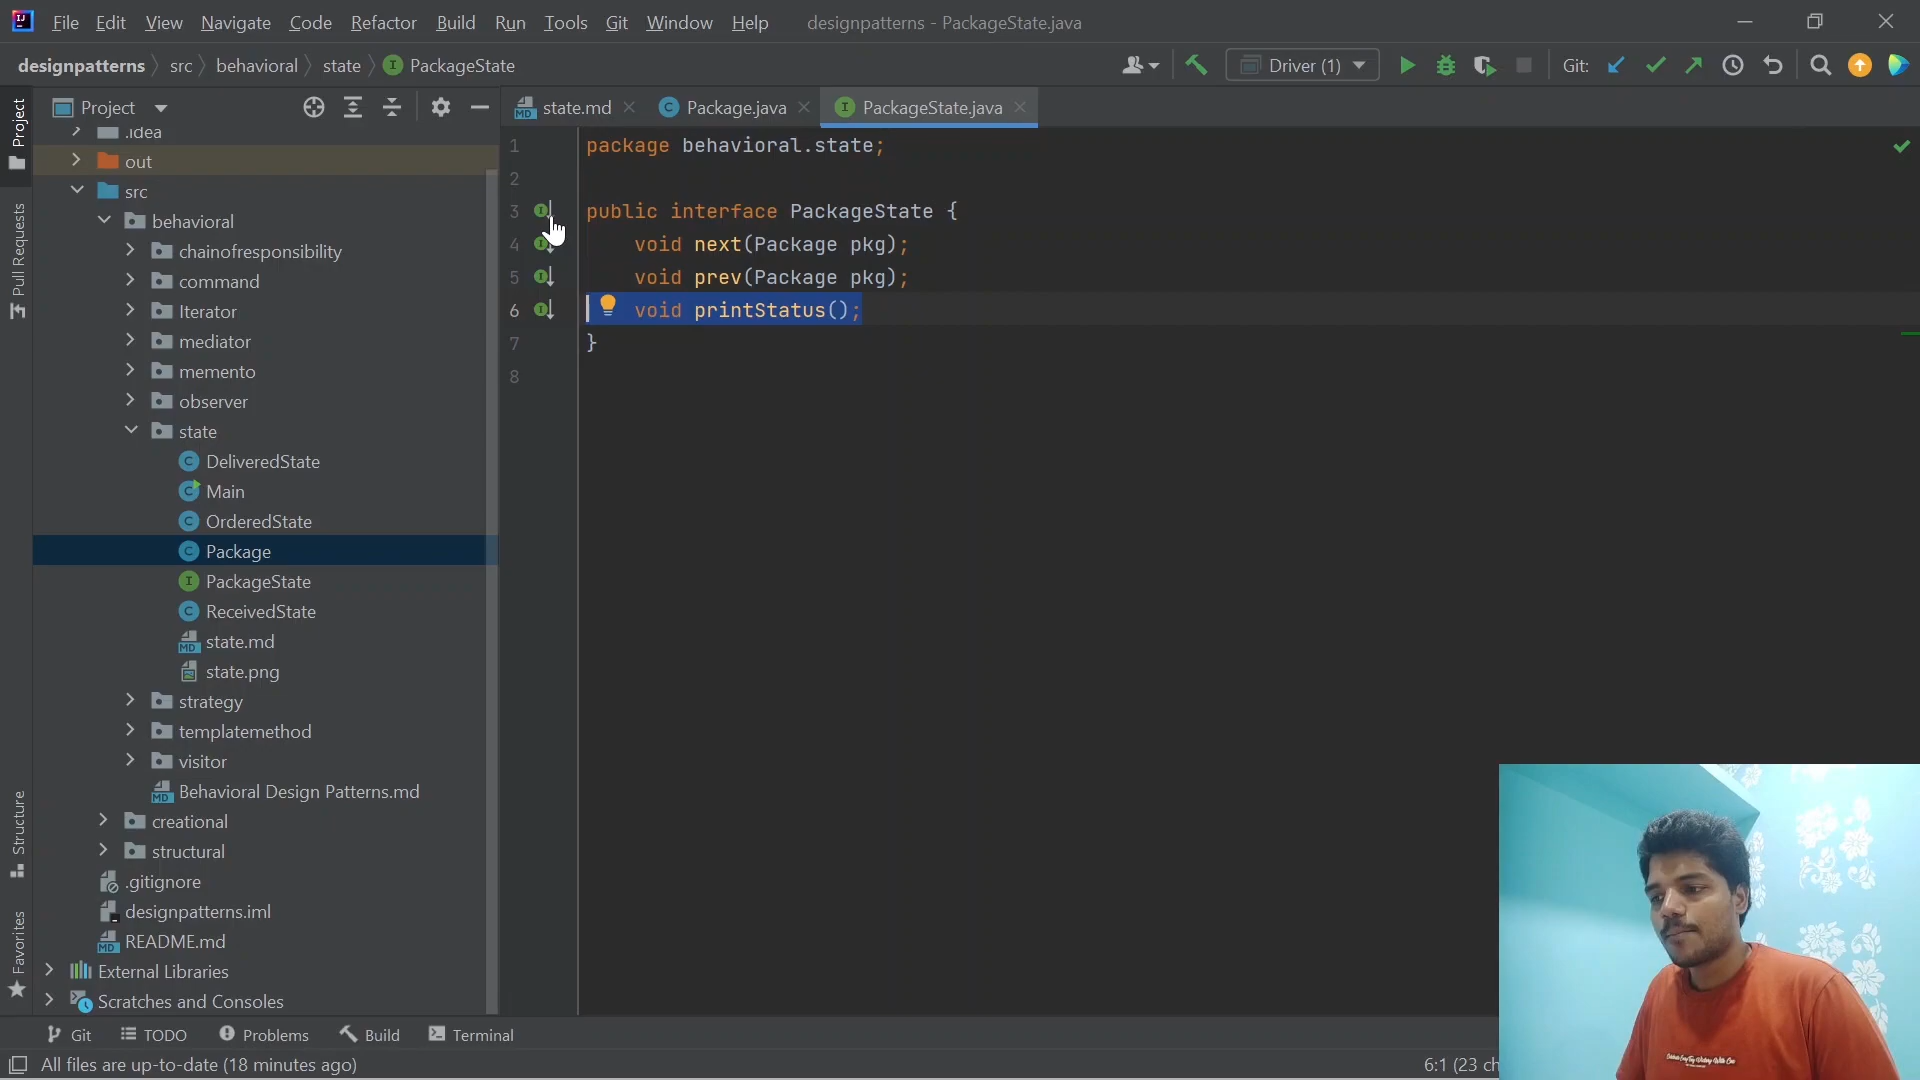 File Edit View Navigate Code Refactor Build Run Tools Git Window Help designpatterns - PackageState.java
designpatterns src behavioral state PackageState Driver (1) Git:
Project
state.md Package.java PackageState.java
.idea
out
src
behavioral
chainofresponsibility
command
Iterator
mediator
memento
observer
state
DeliveredState
Main
OrderedState
Package
PackageState
ReceivedState
state.md
state.png
strategy
templatemethod
visitor
Behavioral Design Patterns.md
creational
structural
.gitignore
designpatterns.iml
README.md
External Libraries
Scratches and Consoles
1 package behavioral.state;
2
3 public interface PackageState {
4 void next(Package pkg);
5 void prev(Package pkg);
6 void printStatus();
7 }
8
Project
Pull Requests
Structure
Favorites
Git TODO Problems Build Terminal
All files are up-to-date (18 minutes ago) 6:1 (23 ch